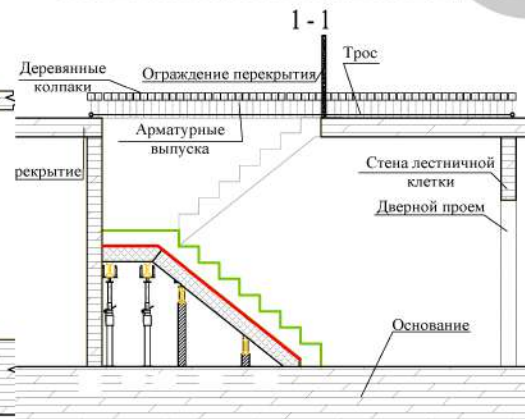 1 - 1
Деревянные
колпаки
Ограждение перекрытия
Трос
Арматурные
выпуска
рекрытие
Стена лестничной
клетки
Дверной проем
Основание